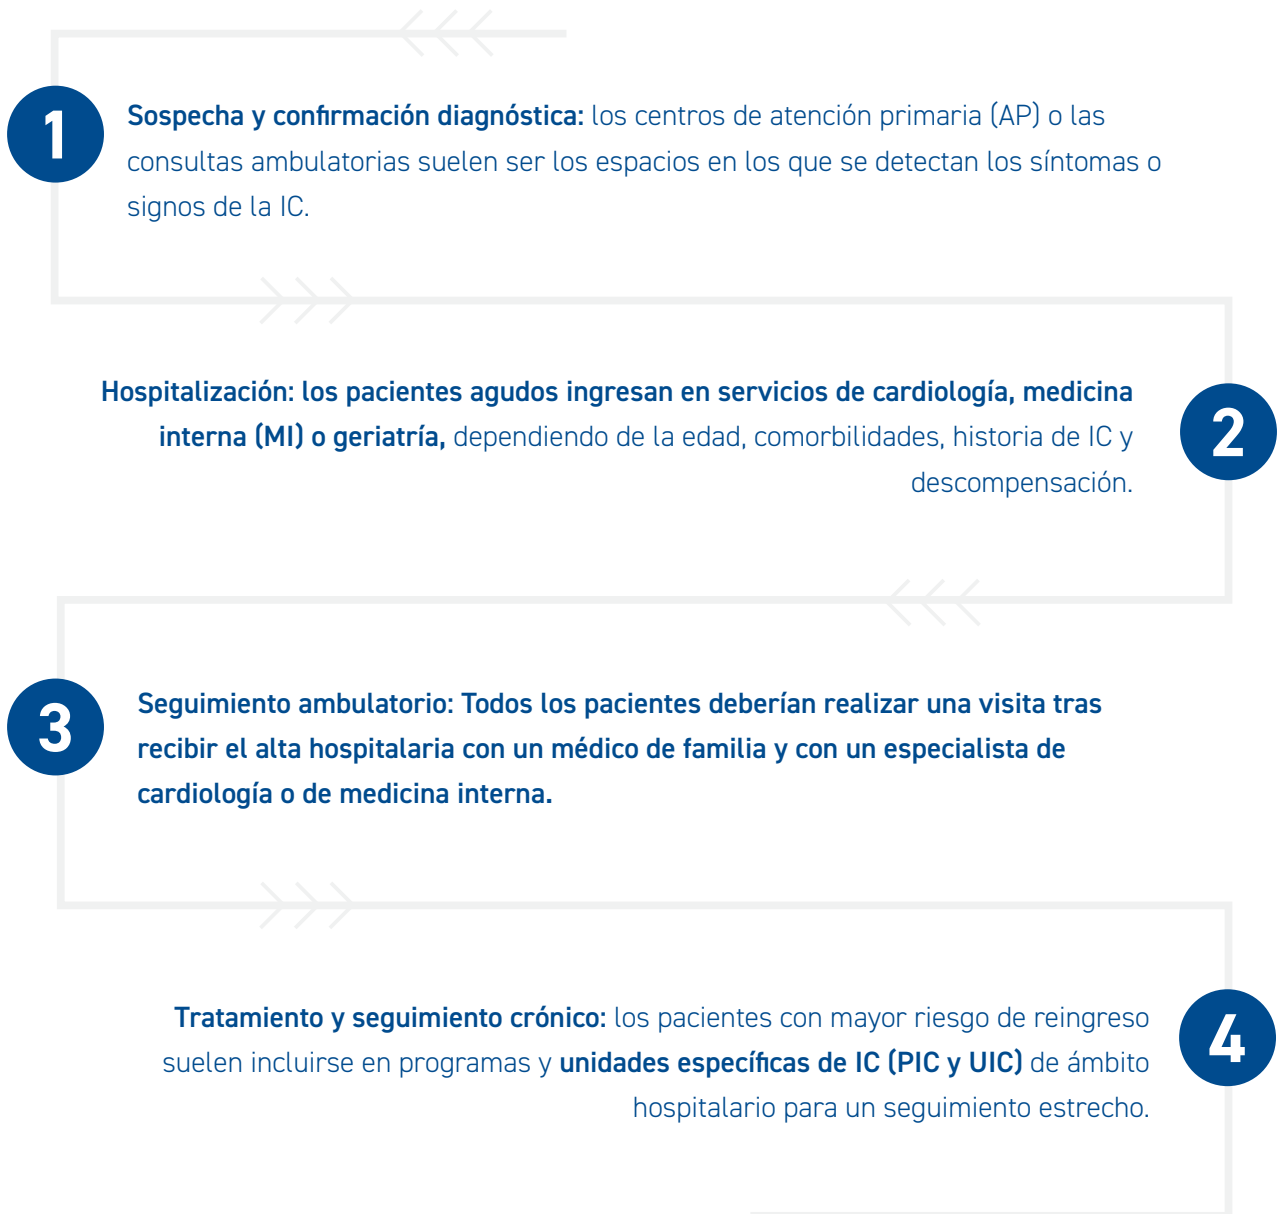 1
Sospecha y confirmación diagnóstica: los centros de atención primaria (AP) o las
consultas ambulatorias suelen ser los espacios en los que se detectan los síntomas o
signos de la IC.
Hospitalización: los pacientes agudos ingresan en servicios de cardiología, medicina
interna (MI) o geriatría, dependiendo de la edad, comorbilidades, historia de IC y
descompensación.
2
3
Seguimiento ambulatorio: Todos los pacientes deberían realizar una visita tras
recibir el alta hospitalaria con un médico de familia y con un especialista de
cardiología o de medicina interna.
Tratamiento y seguimiento crónico: los pacientes con mayor riesgo de reingreso
suelen incluirse en programas y unidades específicas de IC (PIC y UIC) de ámbito
hospitalario para un seguimiento estrecho.
4